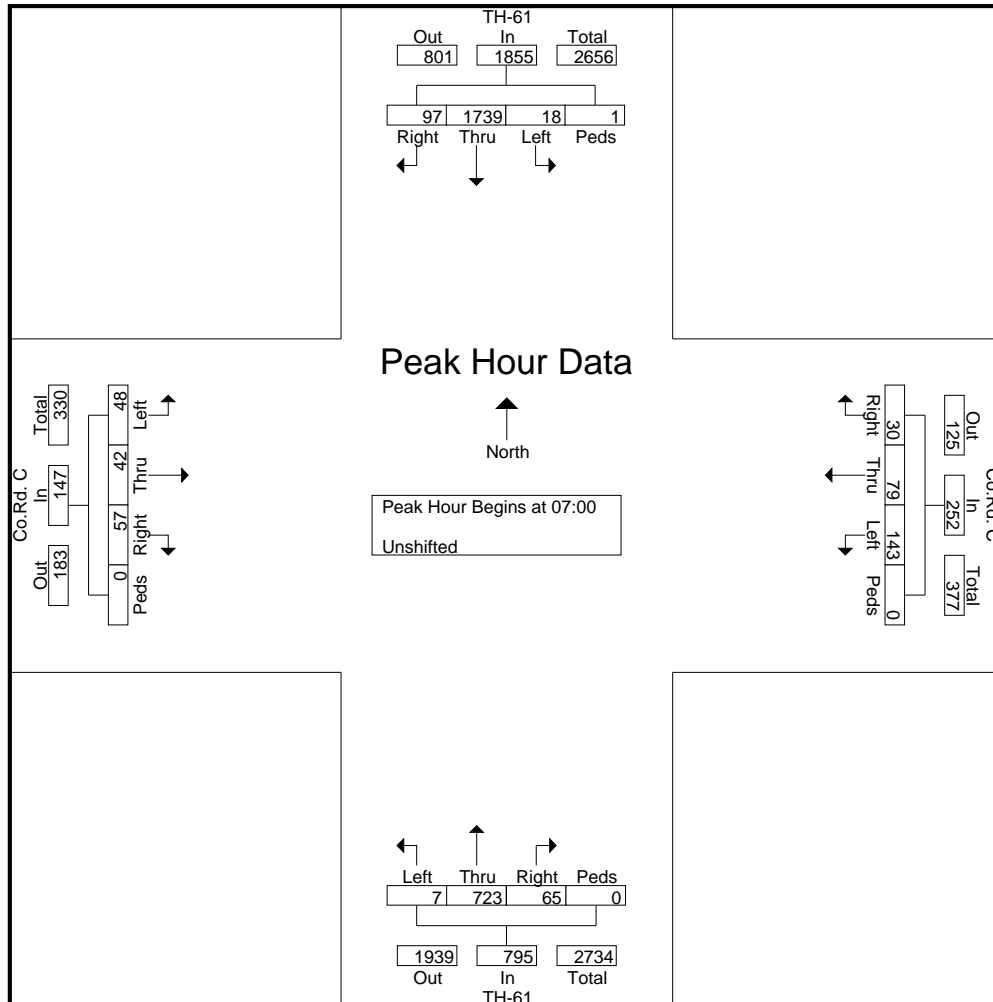 TH-61
Out In Total
801 1855 2656
97 1739 18 1
Right Thru Left Peds
Peak Hour Data
North
Peak Hour Begins at 07:00
Unshifted
Co.Rd. C
Total In Out
330 147 183
48 42 57 0
Left Thru Right Peds
Right Thru Left Peds
30 79 143 0
Out In Total
125 252 377
Co.Rd. C
Left Thru Right Peds
7 723 65 0
1939 795 2734
Out In Total
TH-61